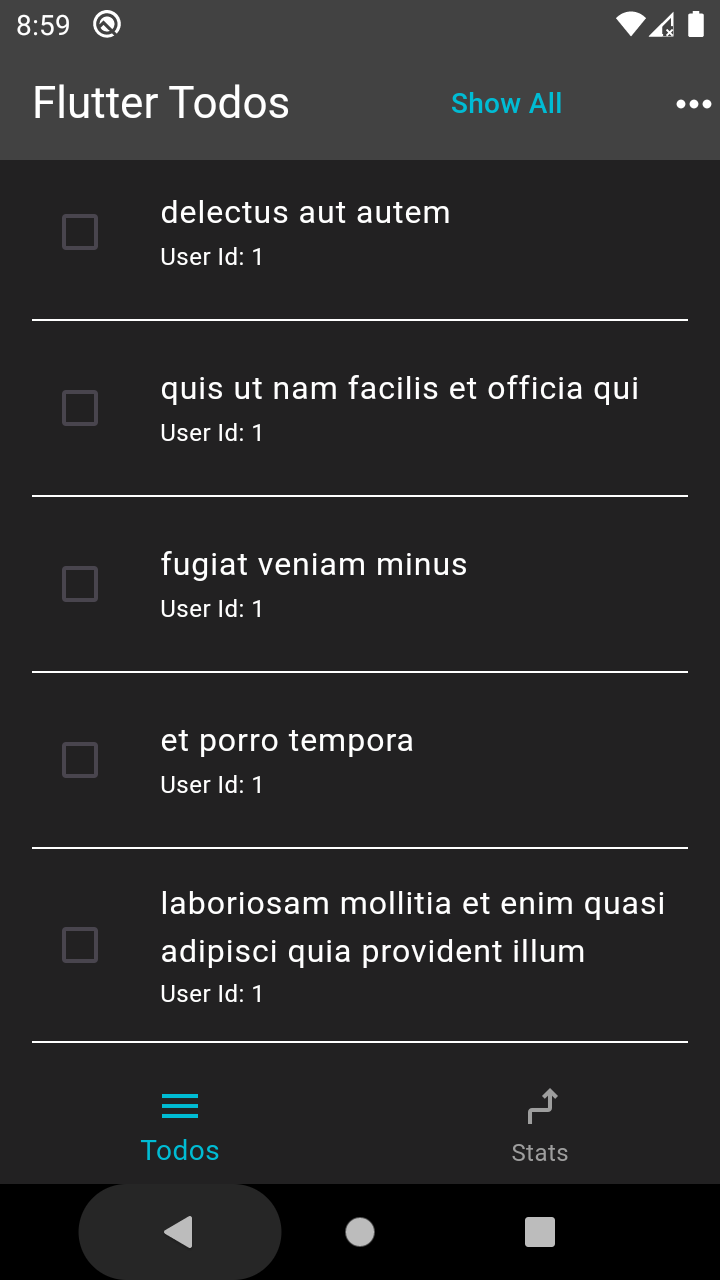 8:59
Flutter Todos
Show All
delectus aut autem
User Id: 1
quis ut nam facilis et officia qui
User Id: 1
fugiat veniam minus
User Id: 1
et porro tempora
User Id: 1
laboriosam mollitia et enim quasi
adipisci quia provident illum
User Id: 1
Todos
Stats